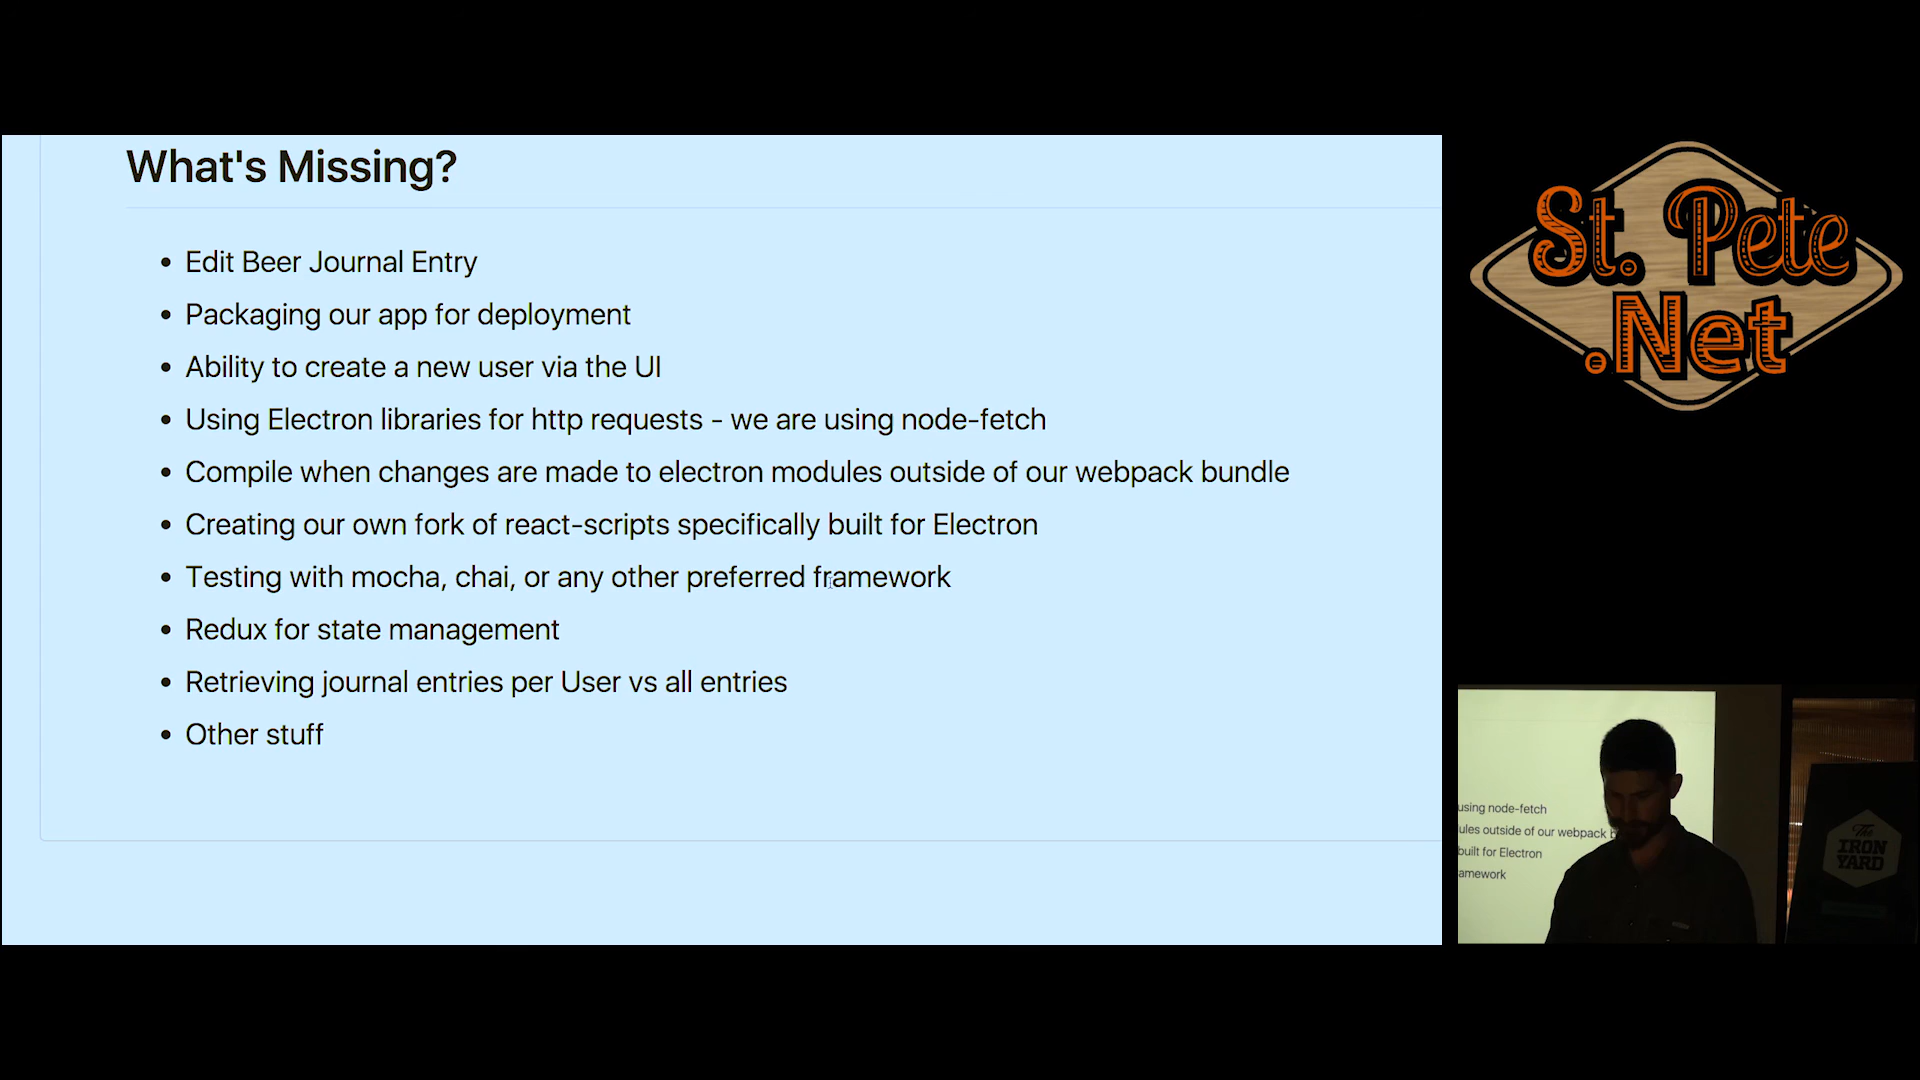 What's Missing?
Edit Beer Journal Entry
Packaging our app for deployment
Ability to create a new user via the UI
Using Electron libraries for http requests - we are using node-fetch
Compile when changes are made to electron modules outside of our webpack bundle
Creating our own fork of react-scripts specifically built for Electron
Testing with mocha, chai, or any other preferred framework
Redux for state management
Retrieving journal entries per User vs all entries
Other stuff
St. Pete
.Net
using node-fetch
ules outside of our webpack b
built for Electron
amework
The
IRON
YARD